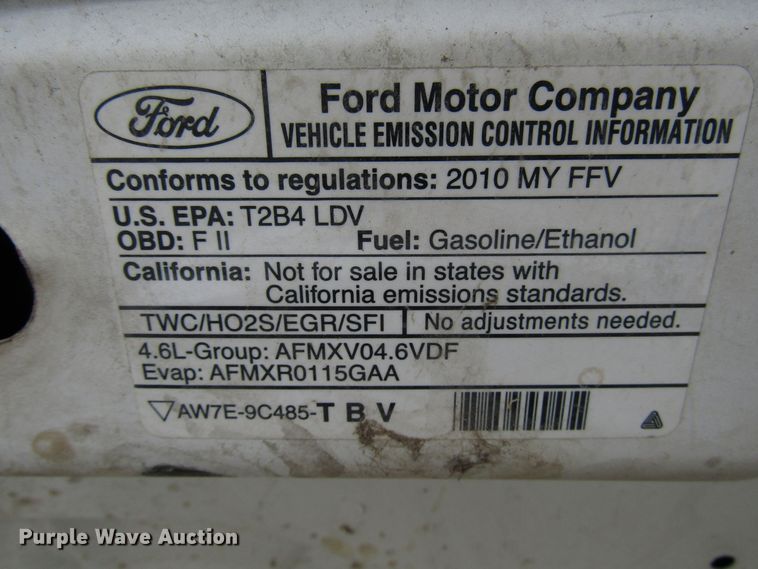 Ford
Ford Motor Company
VEHICLE EMISSION CONTROL INFORMATION
Conforms to regulations: 2010 MY FFV
U.S. EPA: T2B4 LDV
OBD: F II Fuel: Gasoline/Ethanol
California: Not for sale in states with
California emissions standards.
TWC/HO2S/EGR/SFI No adjustments needed.
4.6L-Group: AFMXV04.6VDF
Evap: AFMXR0115GAA
AW7E-9C485-T B V
Purple Wave Auction